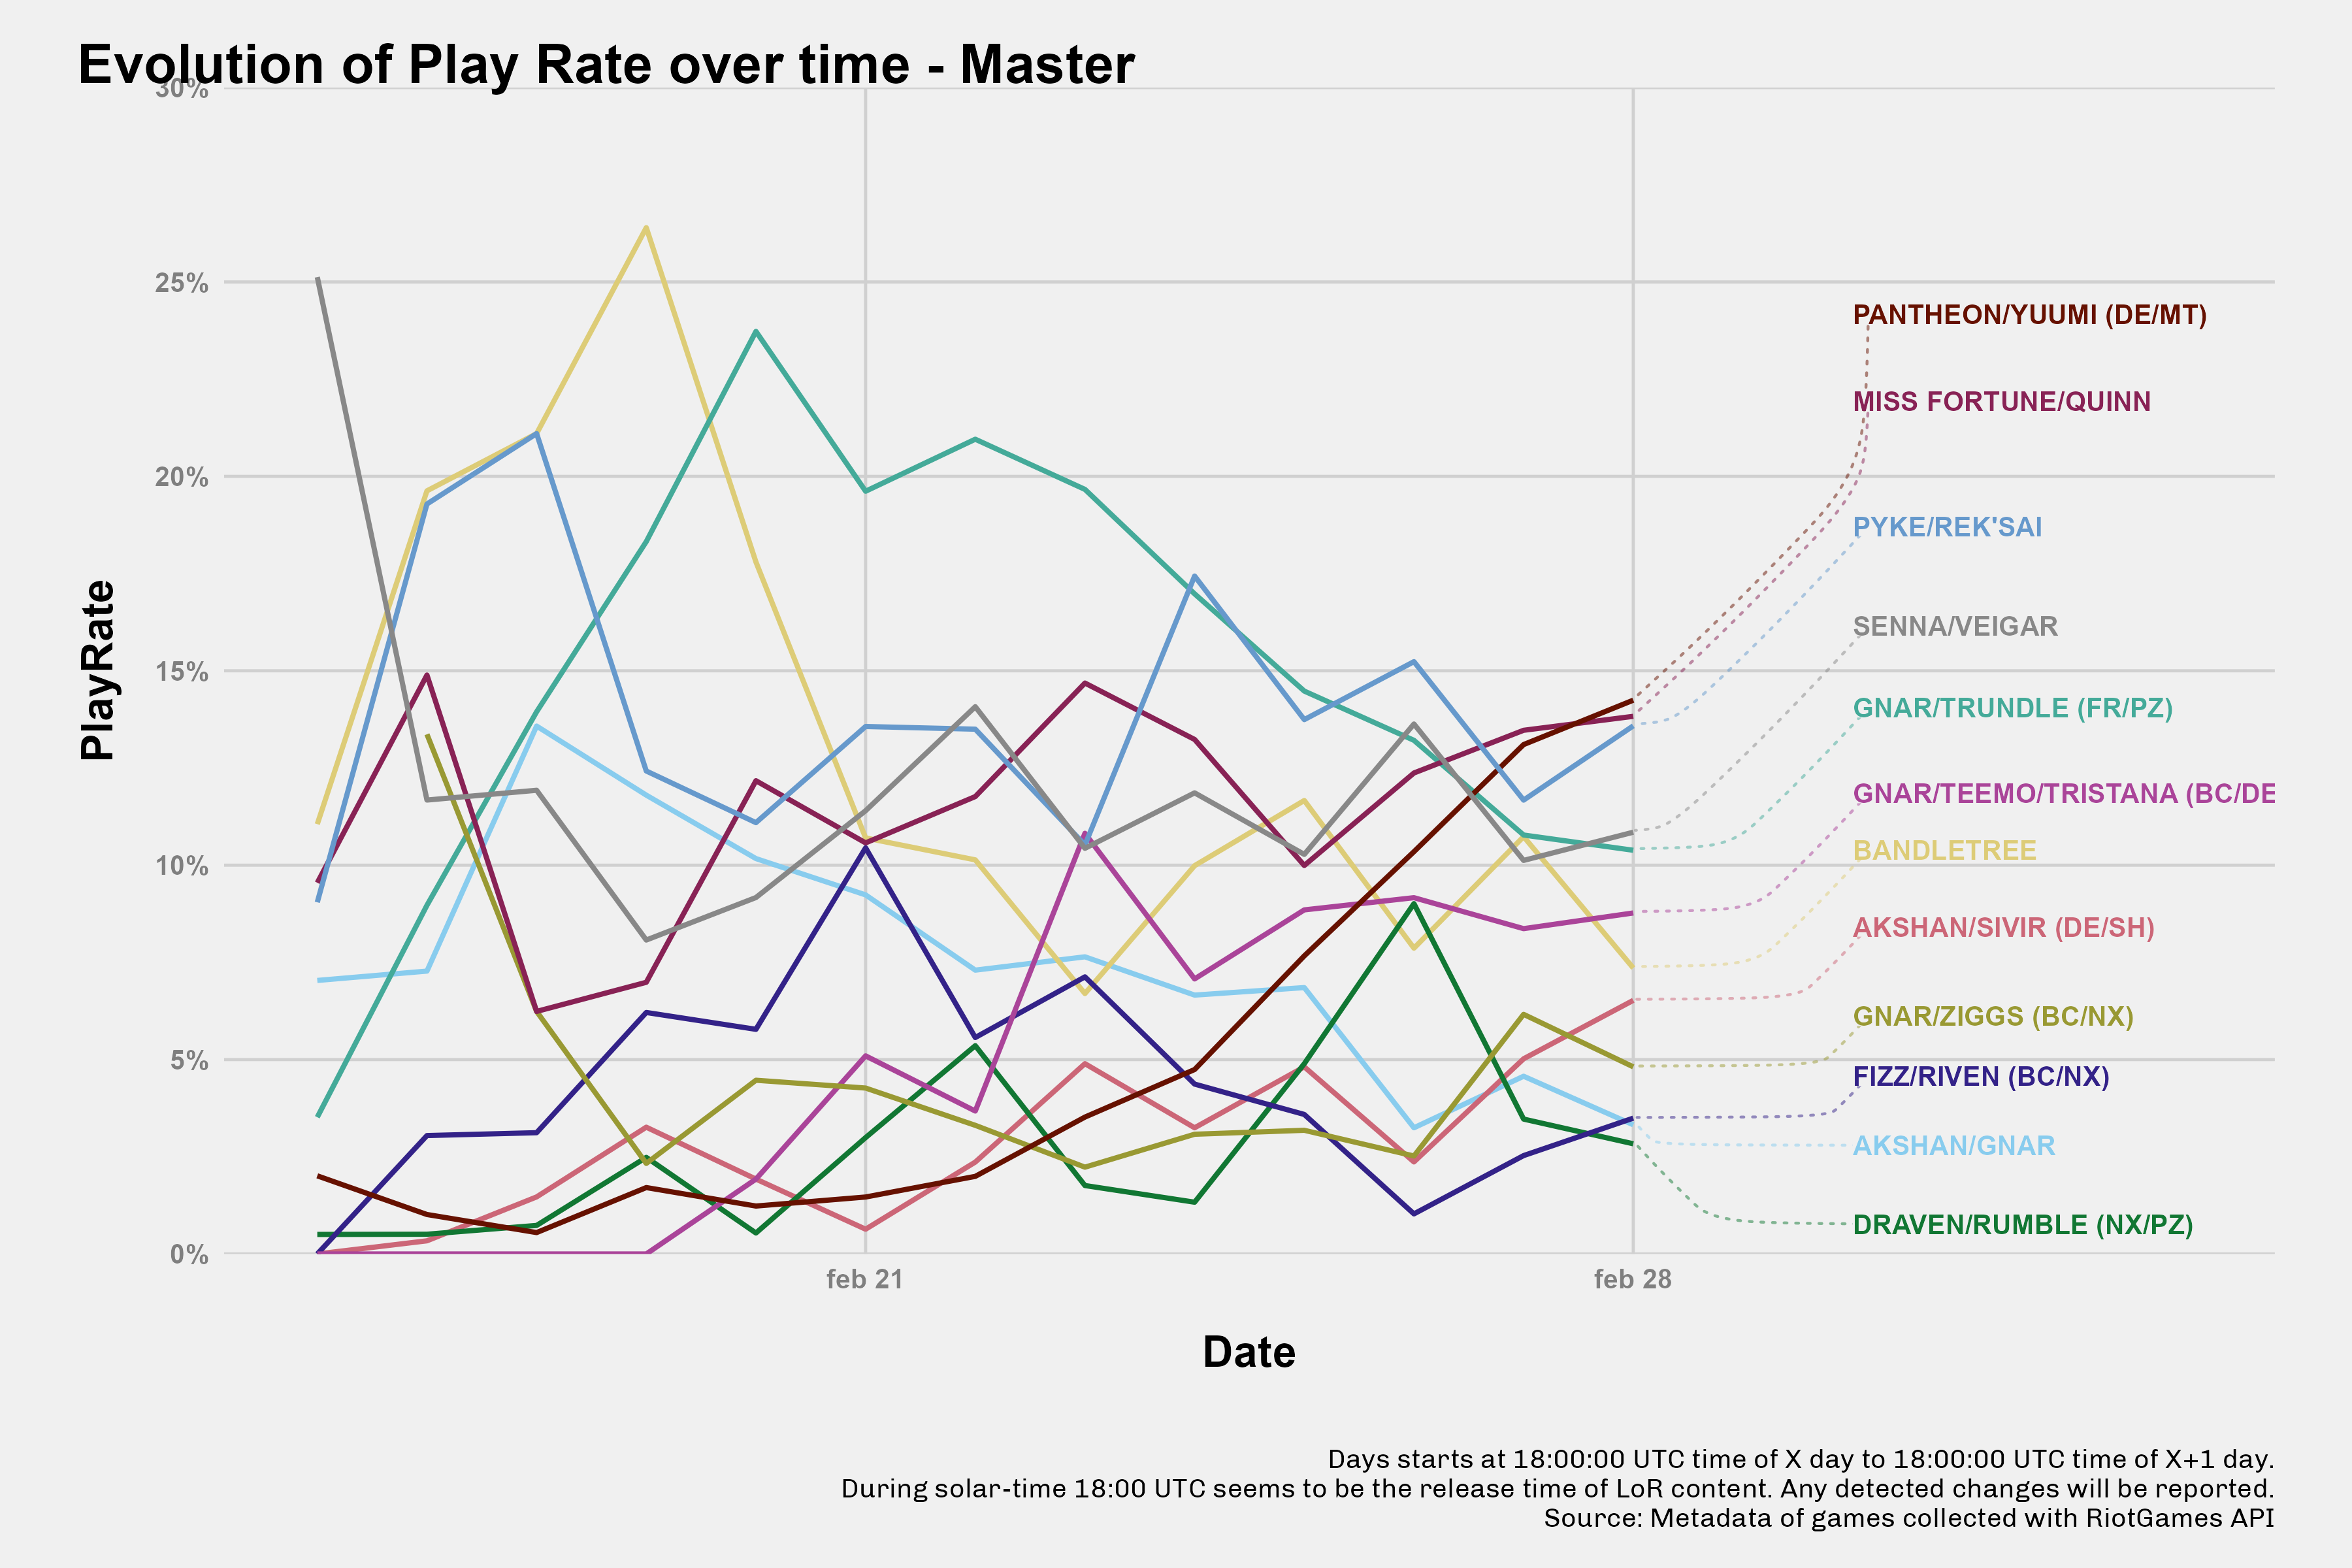 Evolution of Play Rate over time - Master
30%
25%
20%
15%
10%
5%
0%
PlayRate
PANTHEON/YUUMI (DE/MT)
MISS FORTUNE/QUINN
PYKE/REK'SAI
SENNA/VEIGAR
GNAR/TRUNDLE (FR/PZ)
GNAR/TEEMO/TRISTANA (BC/DE
BANDLETREE
AKSHAN/SIVIR (DE/SH)
GNAR/ZIGGS (BC/NX)
FIZZ/RIVEN (BC/NX)
AKSHAN/GNAR
DRAVEN/RUMBLE (NX/PZ)
feb 21
feb 28
Date
Days starts at 18:00:00 UTC time of X day to 18:00:00 UTC time of X+1 day.
During solar-time 18:00 UTC seems to be the release time of LoR content. Any detected changes will be reported.
Source: Metadata of games collected with RiotGames API